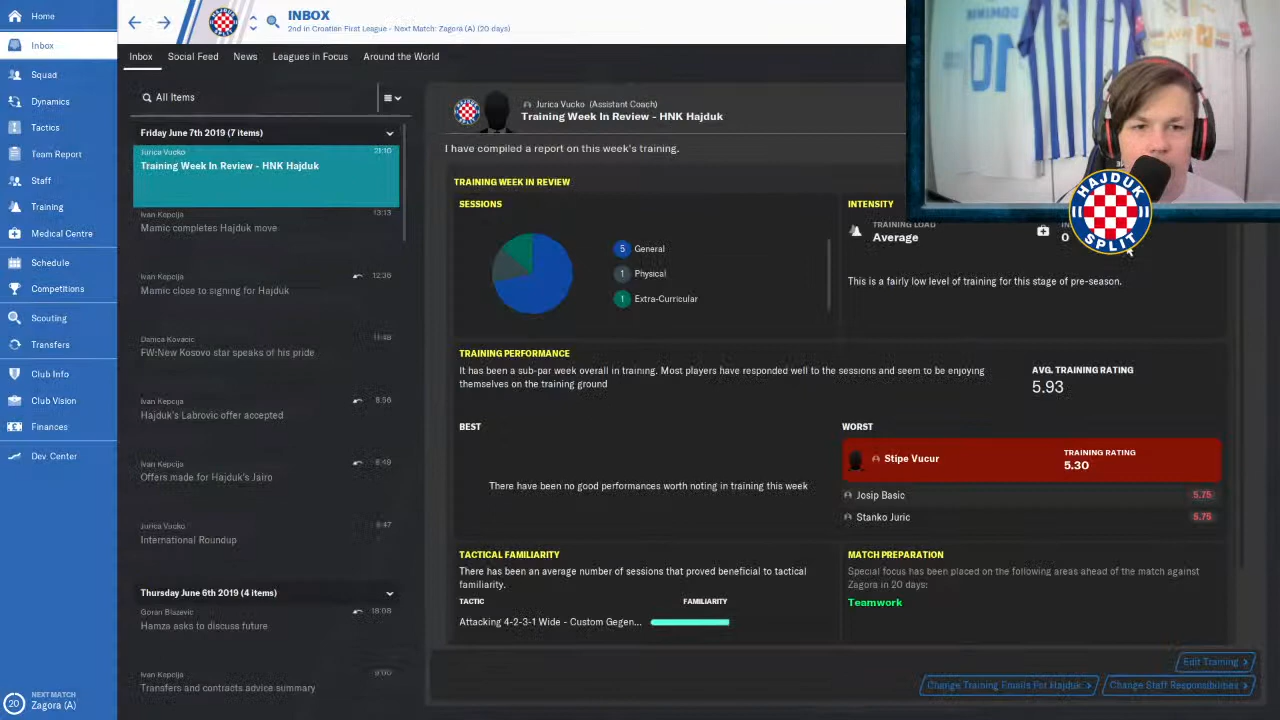 Home
Inbox
Squad
Dynamics
Tactics
Team Report
Staff
Training
Medical Centre
Schedule
Competitions
Scouting
Transfers
Club Info
Club Vision
Finances
Dev. Center
20
NEXT MATCH
Zagora (A)
INBOX
2nd in Croatian First League - Next Match: Zagora (A) (20 days)
Inbox
Social Feed
News
Leagues in Focus
Around the World
All Items
Friday June 7th 2019 (7 items)
Jurica Vucko
21:10
Training Week In Review - HNK Hajduk
Ivan Kepcija
13:13
Mamic completes Hajduk move
Ivan Kepcija
12:36
Mamic close to signing for Hajduk
Danica Kovacic
11:48
FW:New Kosovo star speaks of his pride
Ivan Kepcija
8:56
Hajduk's Labrovic offer accepted
Ivan Kepcija
8:49
Offers made for Hajduk's Jairo
Jurica Vucko
8:47
International Roundup
Thursday June 6th 2019 (4 items)
Goran Blazevic
18:08
Hamza asks to discuss future
Ivan Kepcija
9:00
Transfers and contracts advice summary
Jurica Vucko (Assistant Coach)
Training Week In Review - HNK Hajduk
I have compiled a report on this week's training.
TRAINING WEEK IN REVIEW
SESSIONS
5 General
1 Physical
1 Extra-Curricular
INTENSITY
TRAINING LOAD
Average
0
This is a fairly low level of training for this stage of pre-season.
TRAINING PERFORMANCE
It has been a sub-par week overall in training. Most players have responded well to the sessions and seem to be enjoying
themselves on the training ground
AVG. TRAINING RATING
5.93
BEST
There have been no good performances worth noting in training this week
WORST
Stipe Vucur
TRAINING RATING
5.30
Josip Basic
5.75
Stanko Juric
5.75
TACTICAL FAMILIARITY
There has been an average number of sessions that proved beneficial to tactical
familiarity.
TACTIC
FAMILIARITY
Attacking 4-2-3-1 Wide - Custom Gegen...
MATCH PREPARATION
Special focus has been placed on the following areas ahead of the match against
Zagora in 20 days:
Teamwork
Edit Training
Change Training Emails For Hajduk
Change Staff Responsibilities
HAJDUK
SPLIT
DOMINIK
10